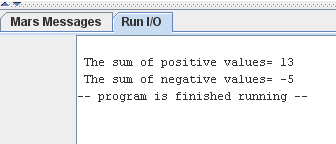 Mars Messages Run I/O
The sum of positive values= 13
The sum of negative values= -5
-- program is finished running --